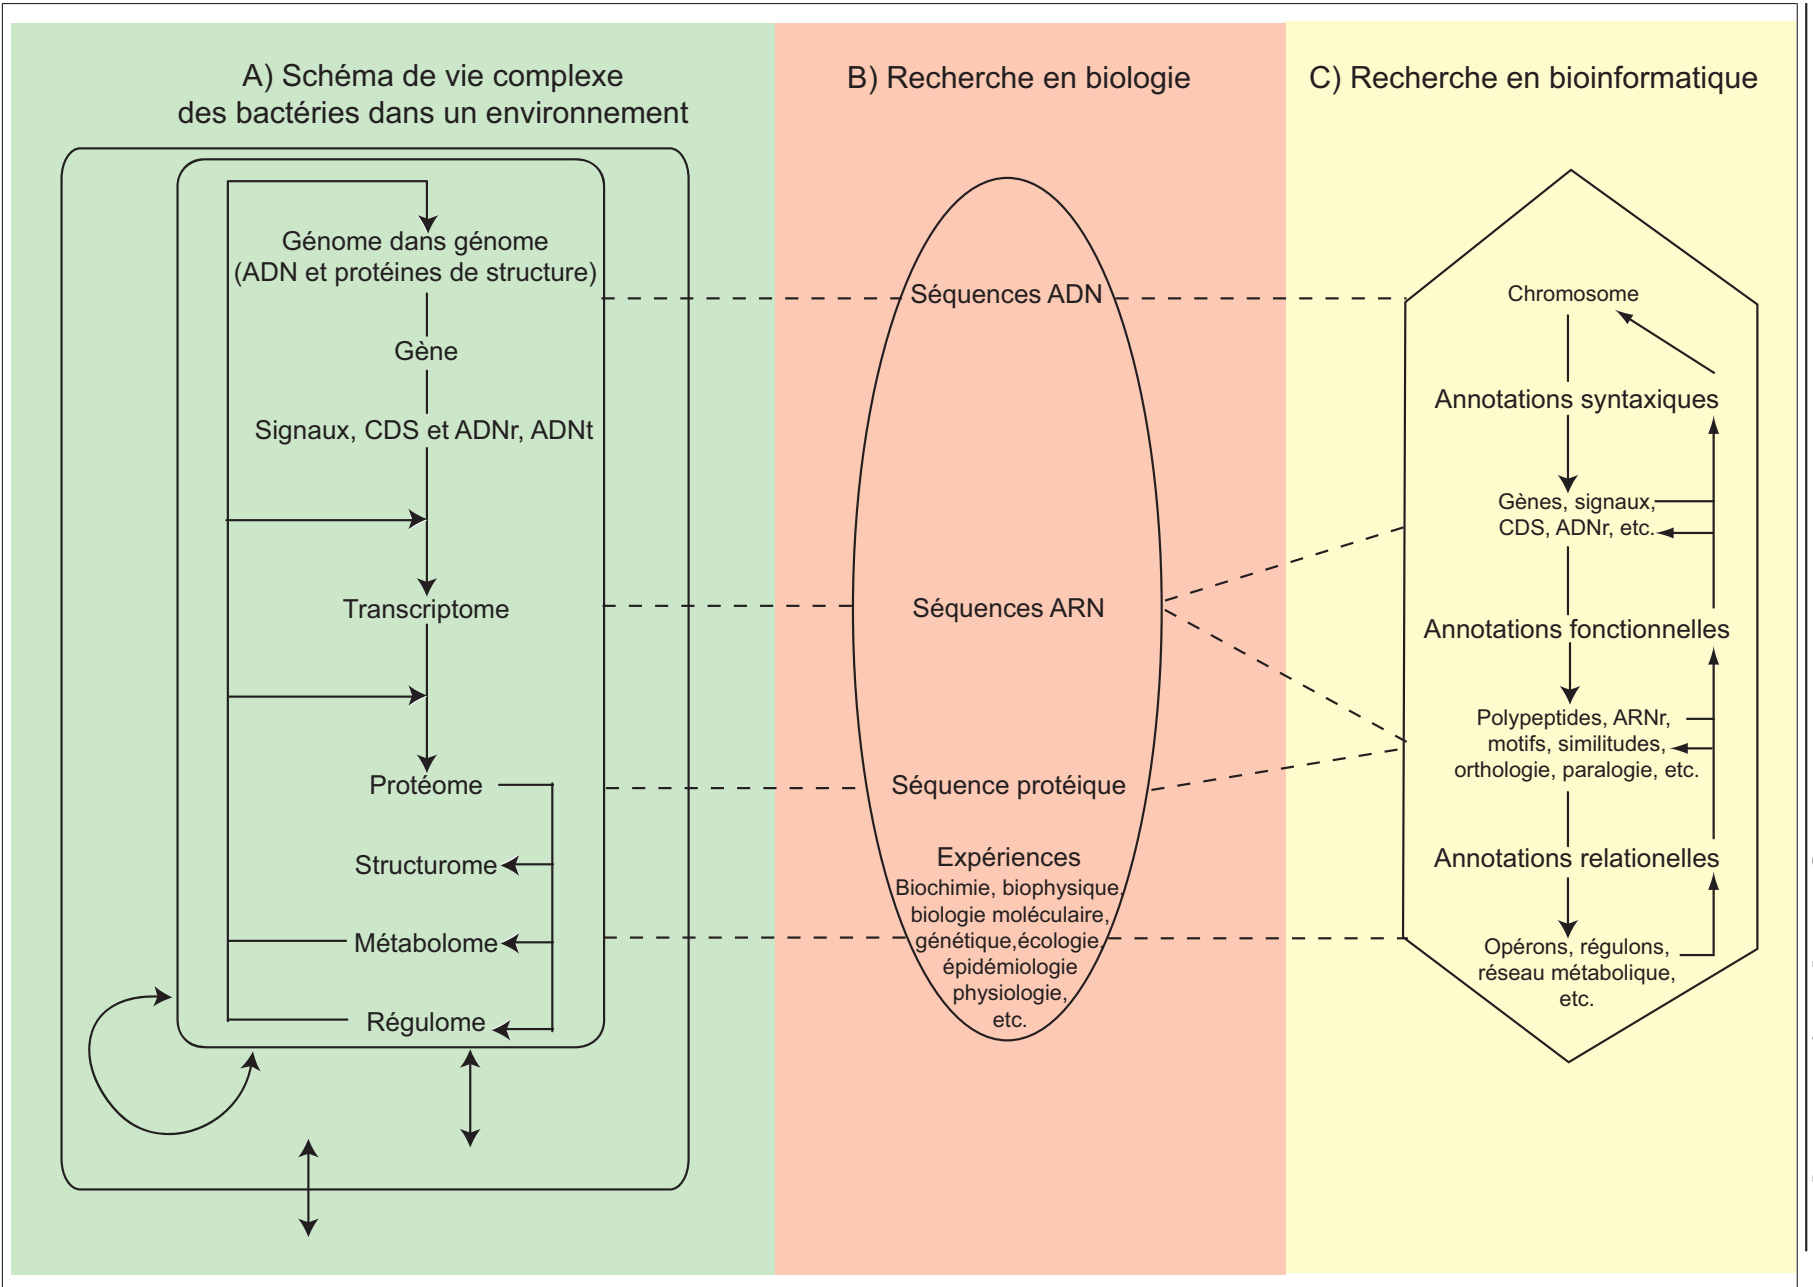 A) Schéma de vie complexe
des bactéries dans un environnement
Génome dans génome
(ADN et protéines de structure)
Gène
Signaux, CDS et ADNr, ADNt
Transcriptome
Protéome
Structurome
Métabolome
Régulome
B) Recherche en biologie
Séquences ADN
Séquences ARN
Séquence protéique
Expériences
Biochimie, biophysique,
biologie moléculaire,
génétique,écologie,
épidémiologie
physiologie,
etc.
C) Recherche en bioinformatique
Chromosome
Annotations syntaxiques
Gènes, signaux,
CDS, ADNr, etc.
Annotations fonctionnelles
Polypeptides, ARNr,
motifs, similitudes,
orthologie, paralogie, etc.
Annotations relationelles
Opérons, régulons,
réseau métabolique,
etc.